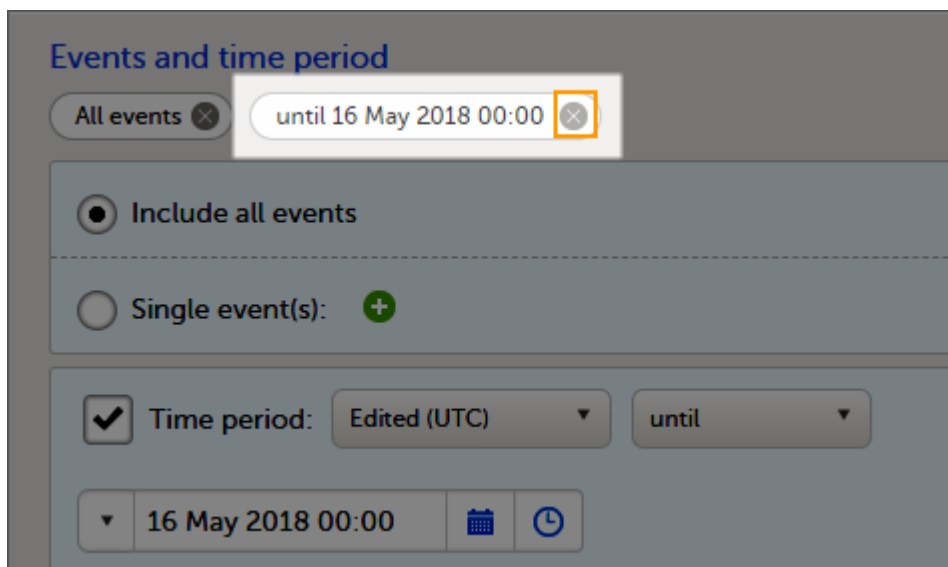 Events and time period
All events until 16 May 2018 00:00
Include all events
Single event(s):
Time period: Edited (UTC) until
16 May 2018 00:00